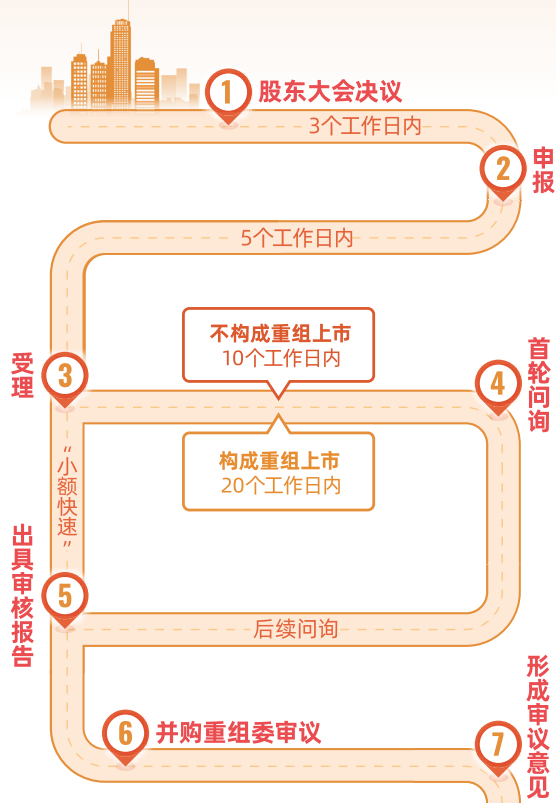 1
股东大会决议
3个工作日内
2
申报
5个工作日内
不构成重组上市
10个工作日内
受理
3
4
首轮问询
构成重组上市
20个工作日内
“小额快速”
出具审核报告
5
后续问询
6
并购重组委审议
7
形成审议意见